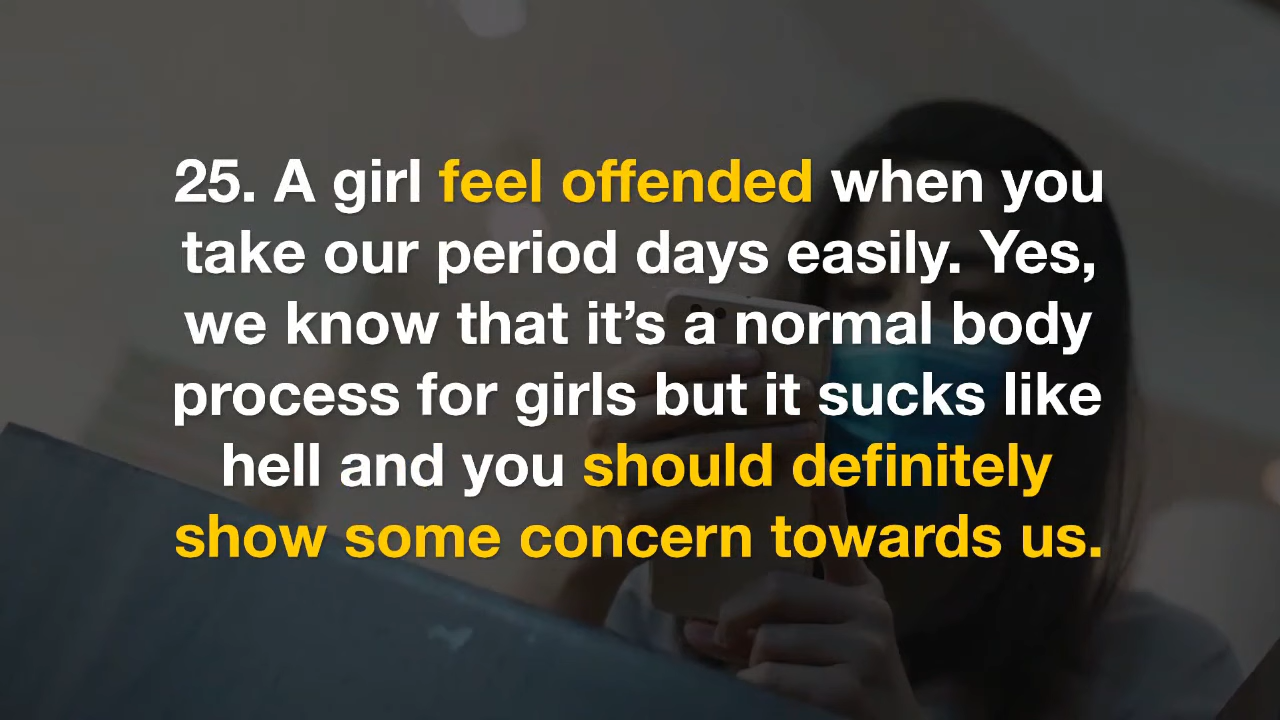 25. A girl feel offended when you
take our period days easily. Yes,
we know that it’s a normal body
process for girls but it sucks like
hell and you should definitely
show some concern towards us.